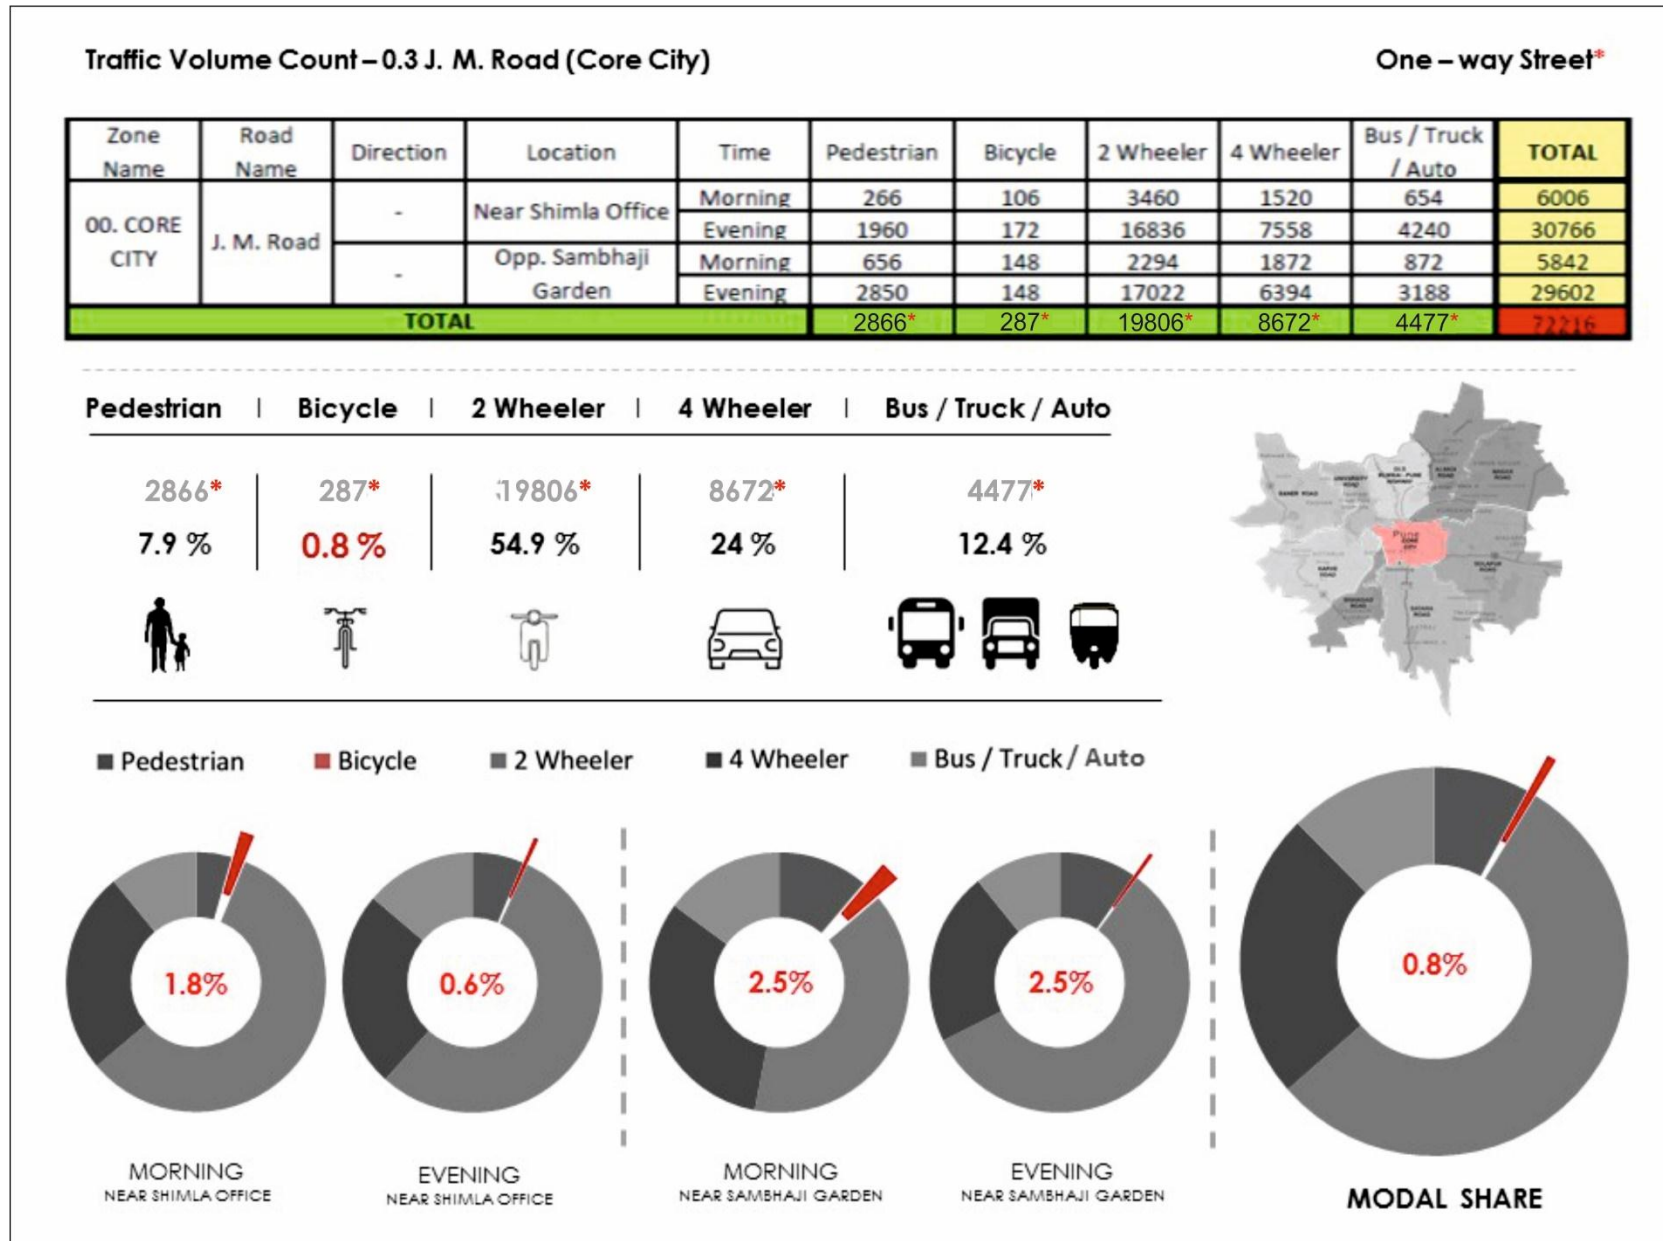 Traffic Volume Count – 0.3 J. M. Road (Core City)
One – way Street*
Zone Name Road Name Direction Location Time Pedestrian Bicycle 2 Wheeler 4 Wheeler Bus / Truck / Auto TOTAL
00. CORE CITY J. M. Road - Near Shimla Office Morning 266 106 3460 1520 654 6006
Evening 1960 172 16836 7558 4240 30766
- Opp. Sambhaji Garden Morning 656 148 2294 1872 872 5842
Evening 2850 148 17022 6394 3188 29602
TOTAL 2866* 287* 19806* 8672* 4477* 72216
Pedestrian | Bicycle | 2 Wheeler | 4 Wheeler | Bus / Truck / Auto
2866* 287* 19806* 8672* 4477*
7.9 % 0.8 % 54.9 % 24 % 12.4 %
Pune
CORE
CITY
Pedestrian Bicycle 2 Wheeler 4 Wheeler Bus / Truck / Auto
1.8% 0.6% 2.5% 2.5% 0.8%
MORNING
NEAR SHIMLA OFFICE
EVENING
NEAR SHIMLA OFFICE
MORNING
NEAR SAMBHAJI GARDEN
EVENING
NEAR SAMBHAJI GARDEN
MODAL SHARE